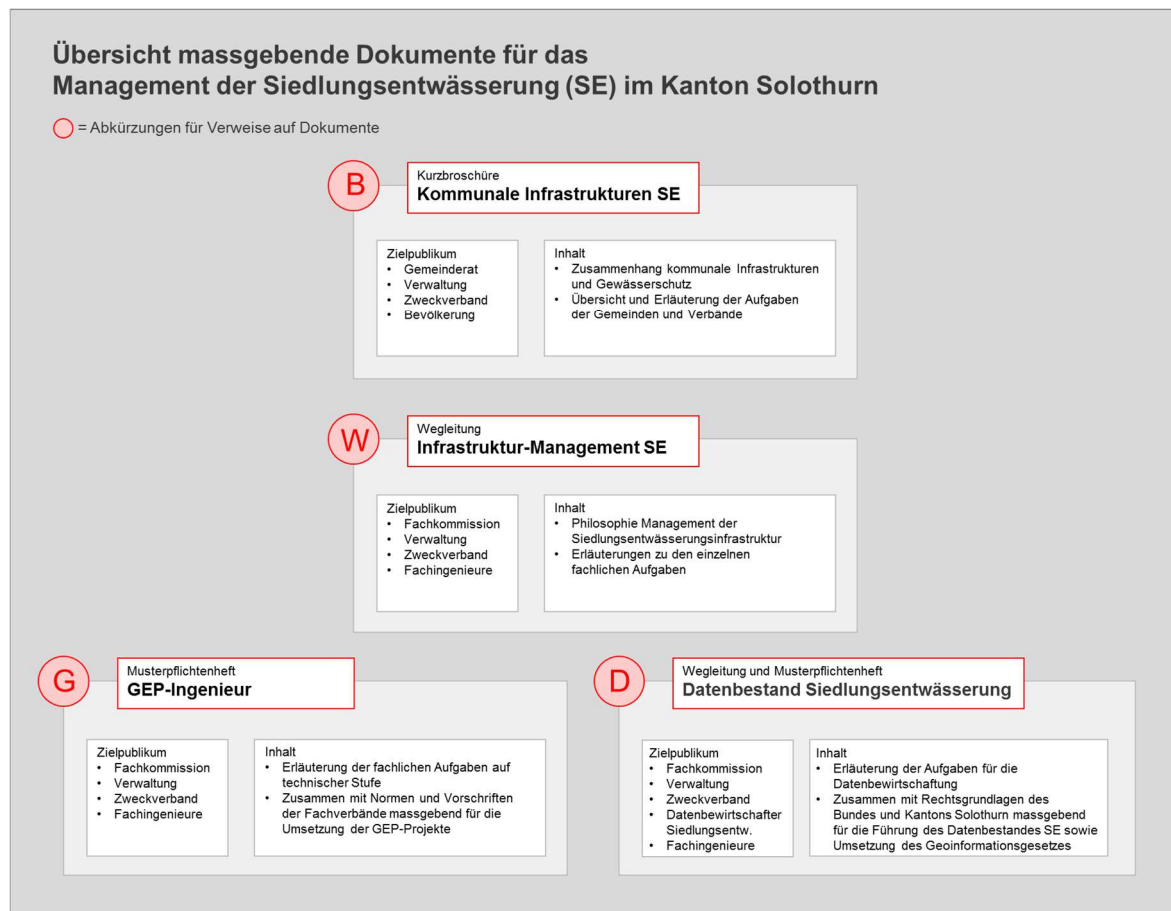 Übersicht massgebende Dokumente für das
Management der Siedlungsentwässerung (SE) im Kanton Solothurn
= Abkürzungen für Verweise auf Dokumente
B
Kurzbroschüre
Kommunale Infrastrukturen SE
Zielpublikum
• Gemeinderat
• Verwaltung
• Zweckverband
• Bevölkerung
Inhalt
• Zusammenhang kommunale Infrastrukturen
und Gewässerschutz
• Übersicht und Erläuterung der Aufgaben
der Gemeinden und Verbände
W
Wegleitung
Infrastruktur-Management SE
Zielpublikum
• Fachkommission
• Verwaltung
• Zweckverband
• Fachingenieure
Inhalt
• Philosophie Management der
Siedlungsentwässerungsinfrastruktur
• Erläuterungen zu den einzelnen
fachlichen Aufgaben
G
Musterpflichtenheft
GEP-Ingenieur
Zielpublikum
• Fachkommission
• Verwaltung
• Zweckverband
• Fachingenieure
Inhalt
• Erläuterung der fachlichen Aufgaben auf
technischer Stufe
• Zusammen mit Normen und Vorschriften
der Fachverbände massgebend für die
Umsetzung der GEP-Projekte
D
Wegleitung und Musterpflichtenheft
Datenbestand Siedlungsentwässerung
Zielpublikum
• Fachkommission
• Verwaltung
• Zweckverband
• Datenbewirtschafter
Siedlungsentw.
• Fachingenieure
Inhalt
• Erläuterung der Aufgaben für die
Datenbewirtschaftung
• Zusammen mit Rechtsgrundlagen des
Bundes und Kantons Solothurn massgebend
für die Führung des Datenbestandes SE sowie
Umsetzung des Geoinformationsgesetzes